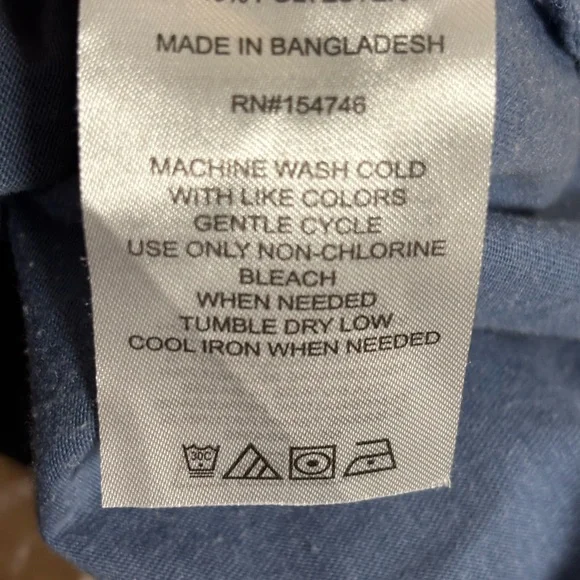 MADE IN BANGLADESH
RN#154746
MACHINE WASH COLD
WITH LIKE COLORS
GENTLE CYCLE
USE ONLY NON-CHLORINE
BLEACH
WHEN NEEDED
TUMBLE DRY LOW
COOL IRON WHEN NEEDED
30C